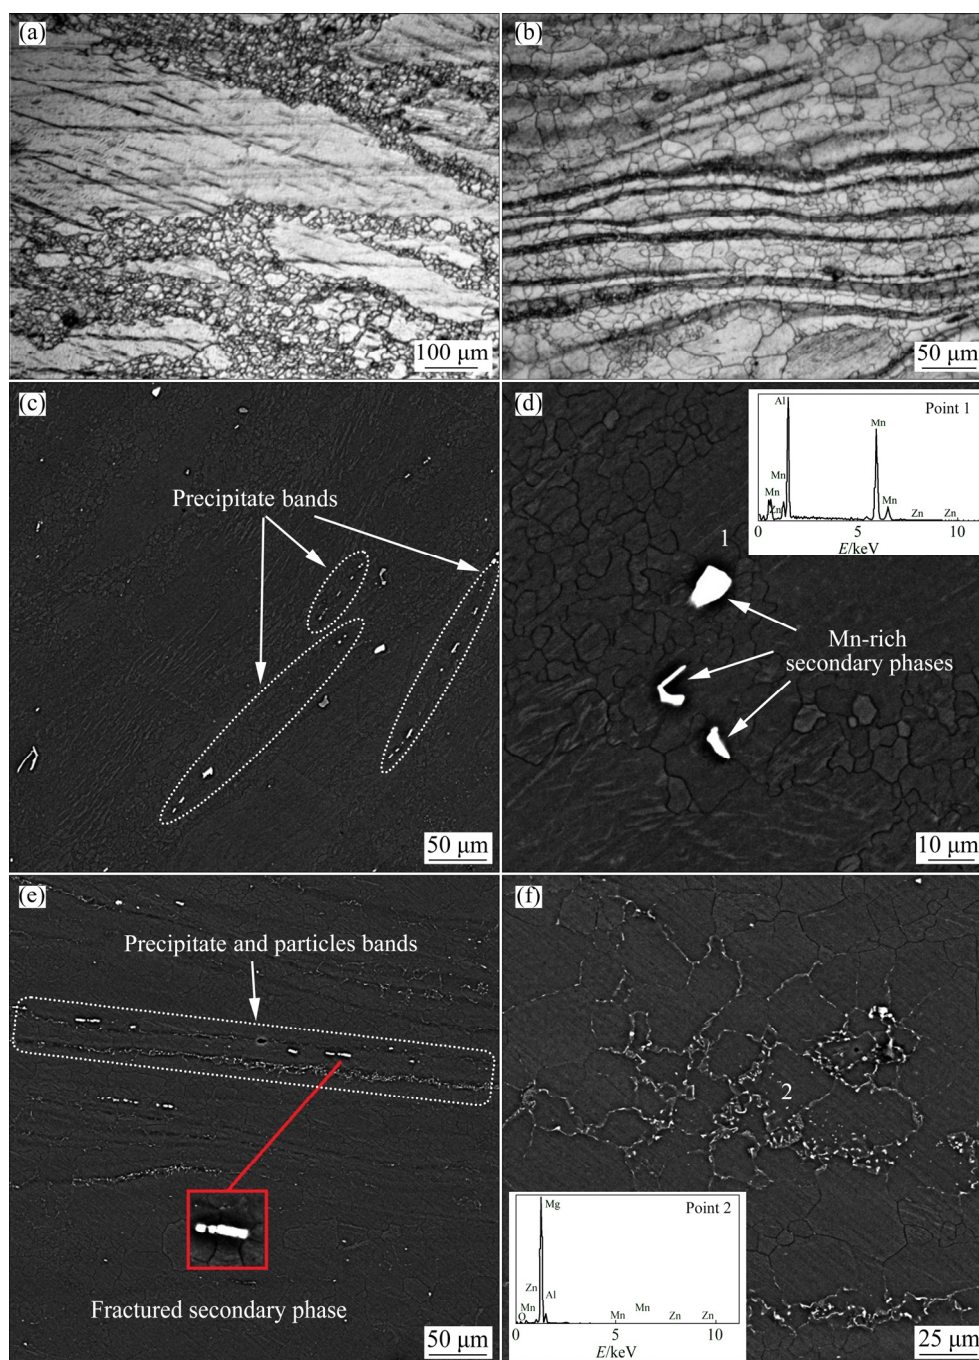 (a)
100 μm
(b)
50 μm
(c)
Precipitate bands
50 μm
(d)
Point 1
Al
Mn
Mn
Mn
Zn
Mn
Zn
Zn
0
5
10
E/keV
1
Mn-rich
secondary phases
10 μm
(e)
Precipitate and particles bands
Fractured secondary phase
50 μm
(f)
2
Point 2
Mg
Zn
Mn
O
Al
Mn
Mn
Zn
Zn
0
5
10
E/keV
25 μm